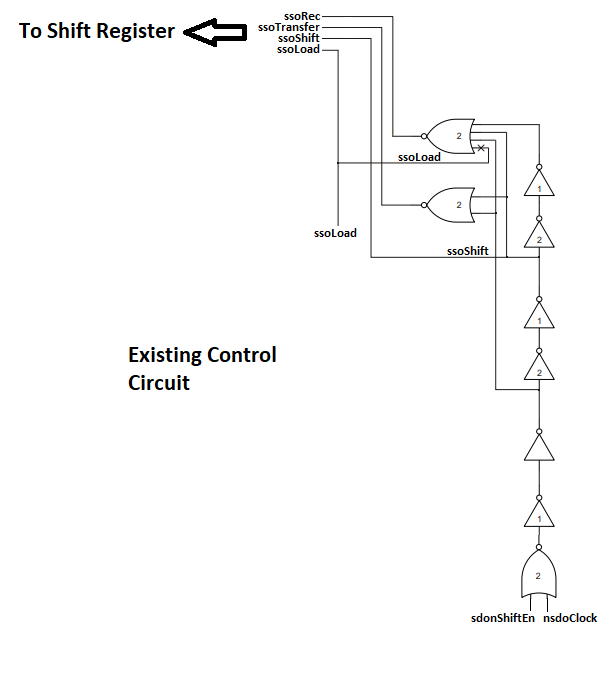 ssoRec
To Shift Register
ssoTransfer
ssoShift
ssoLoad
2
ssoLoad
1
2
ssoLoad
2
ssoShift
1
Existing Control
Circuit
2
1
2
sdonShiftEn nsdoClock